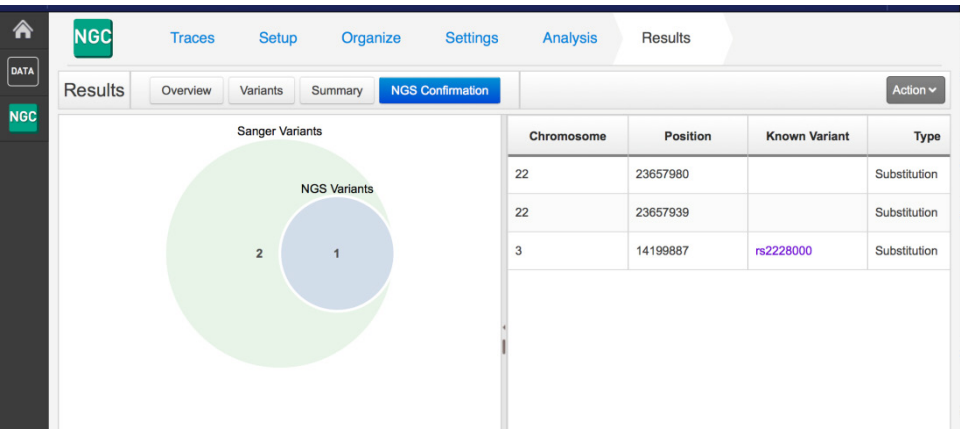 NGC Traces Setup Organize Settings Analysis Results
DATA
NGC
Results Overview Variants Summary NGS Confirmation Action
Sanger Variants
NGS Variants
2 1
Chromosome Position Known Variant Type
22 23657980 Substitution
22 23657939 Substitution
3 14199887 rs2228000 Substitution